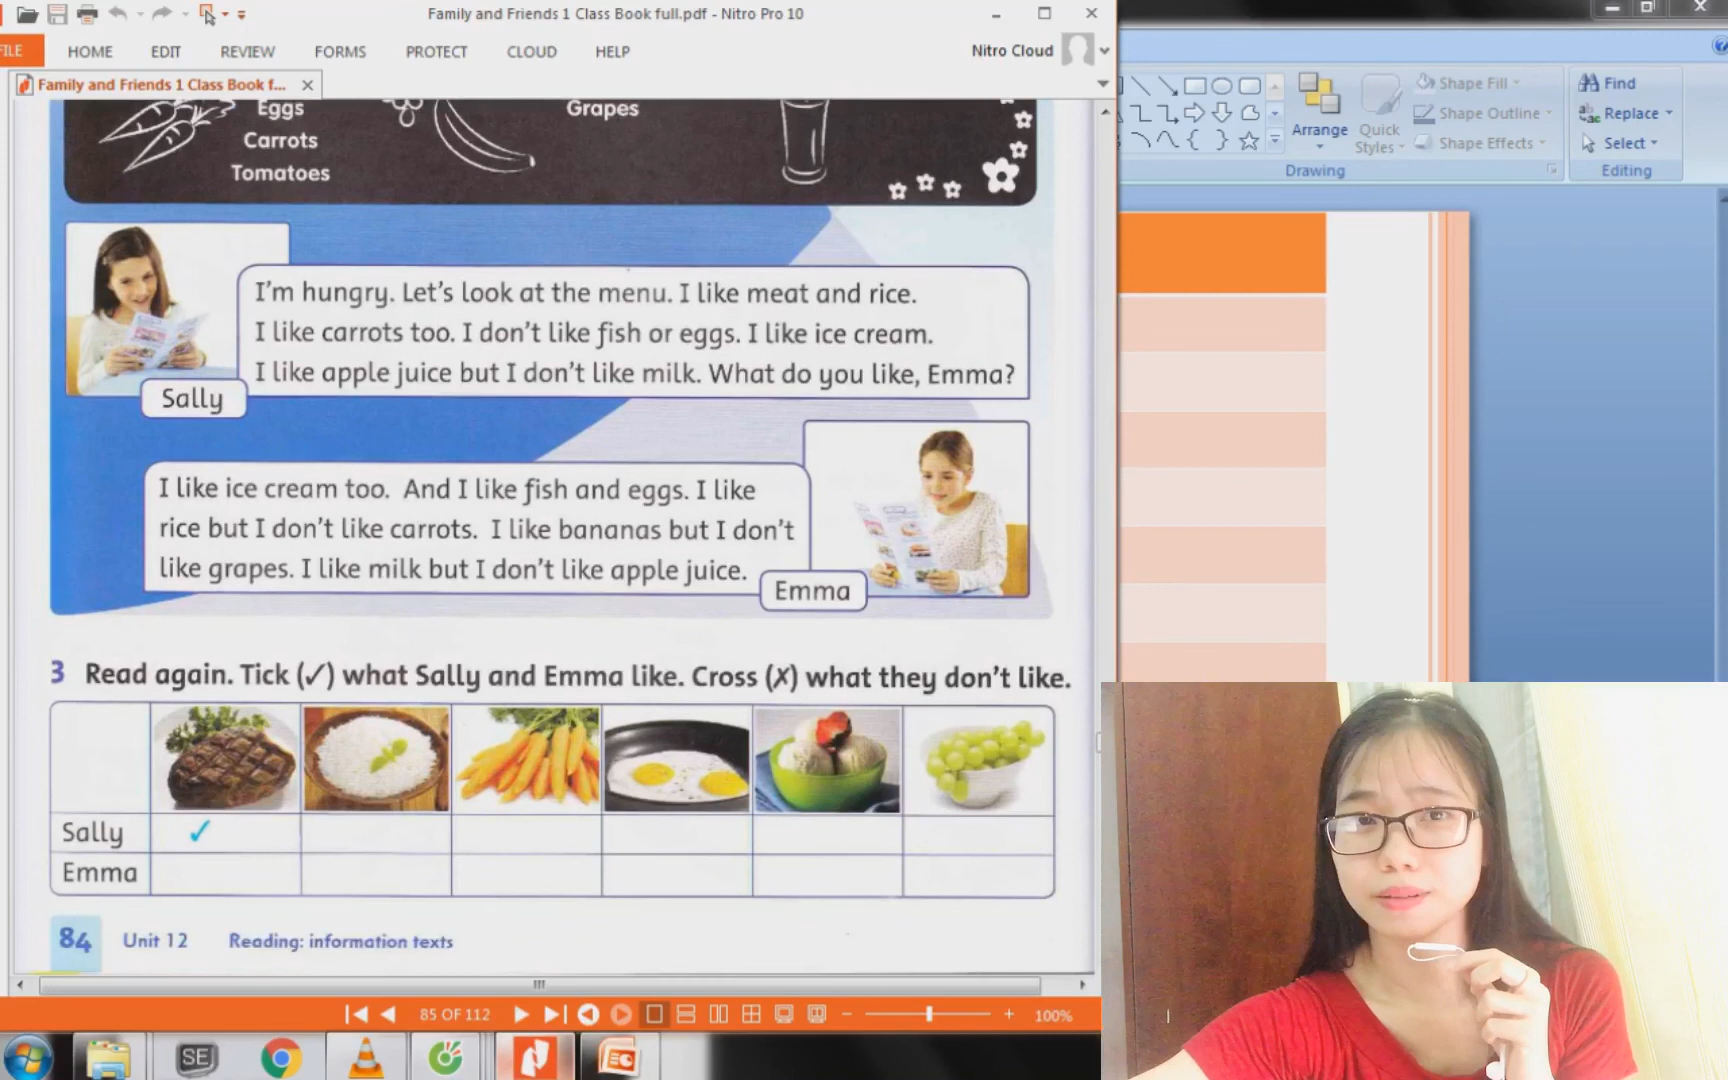 Family and Friends 1 Class Book full.pdf - Nitro Pro 10
FILE HOME EDIT REVIEW FORMS PROTECT CLOUD HELP
Nitro Cloud
Family and Friends 1 Class Book f...
Shape Fill
Shape Outline
Shape Effects
Arrange
Quick
Styles
Drawing
Find
Replace
Select
Editing
Eggs
Carrots
Tomatoes
Grapes
I'm hungry. Let's look at the menu. I like meat and rice.
I like carrots too. I don't like fish or eggs. I like ice cream.
I like apple juice but I don't like milk. What do you like, Emma?
Sally
I like ice cream too. And I like fish and eggs. I like
rice but I don't like carrots. I like bananas but I don't
like grapes. I like milk but I don't like apple juice.
Emma
3 Read again. Tick (✓) what Sally and Emma like. Cross (✗) what they don't like.
Sally ✓
Emma
84 Unit 12 Reading: information texts
85 OF 112
100%
SE